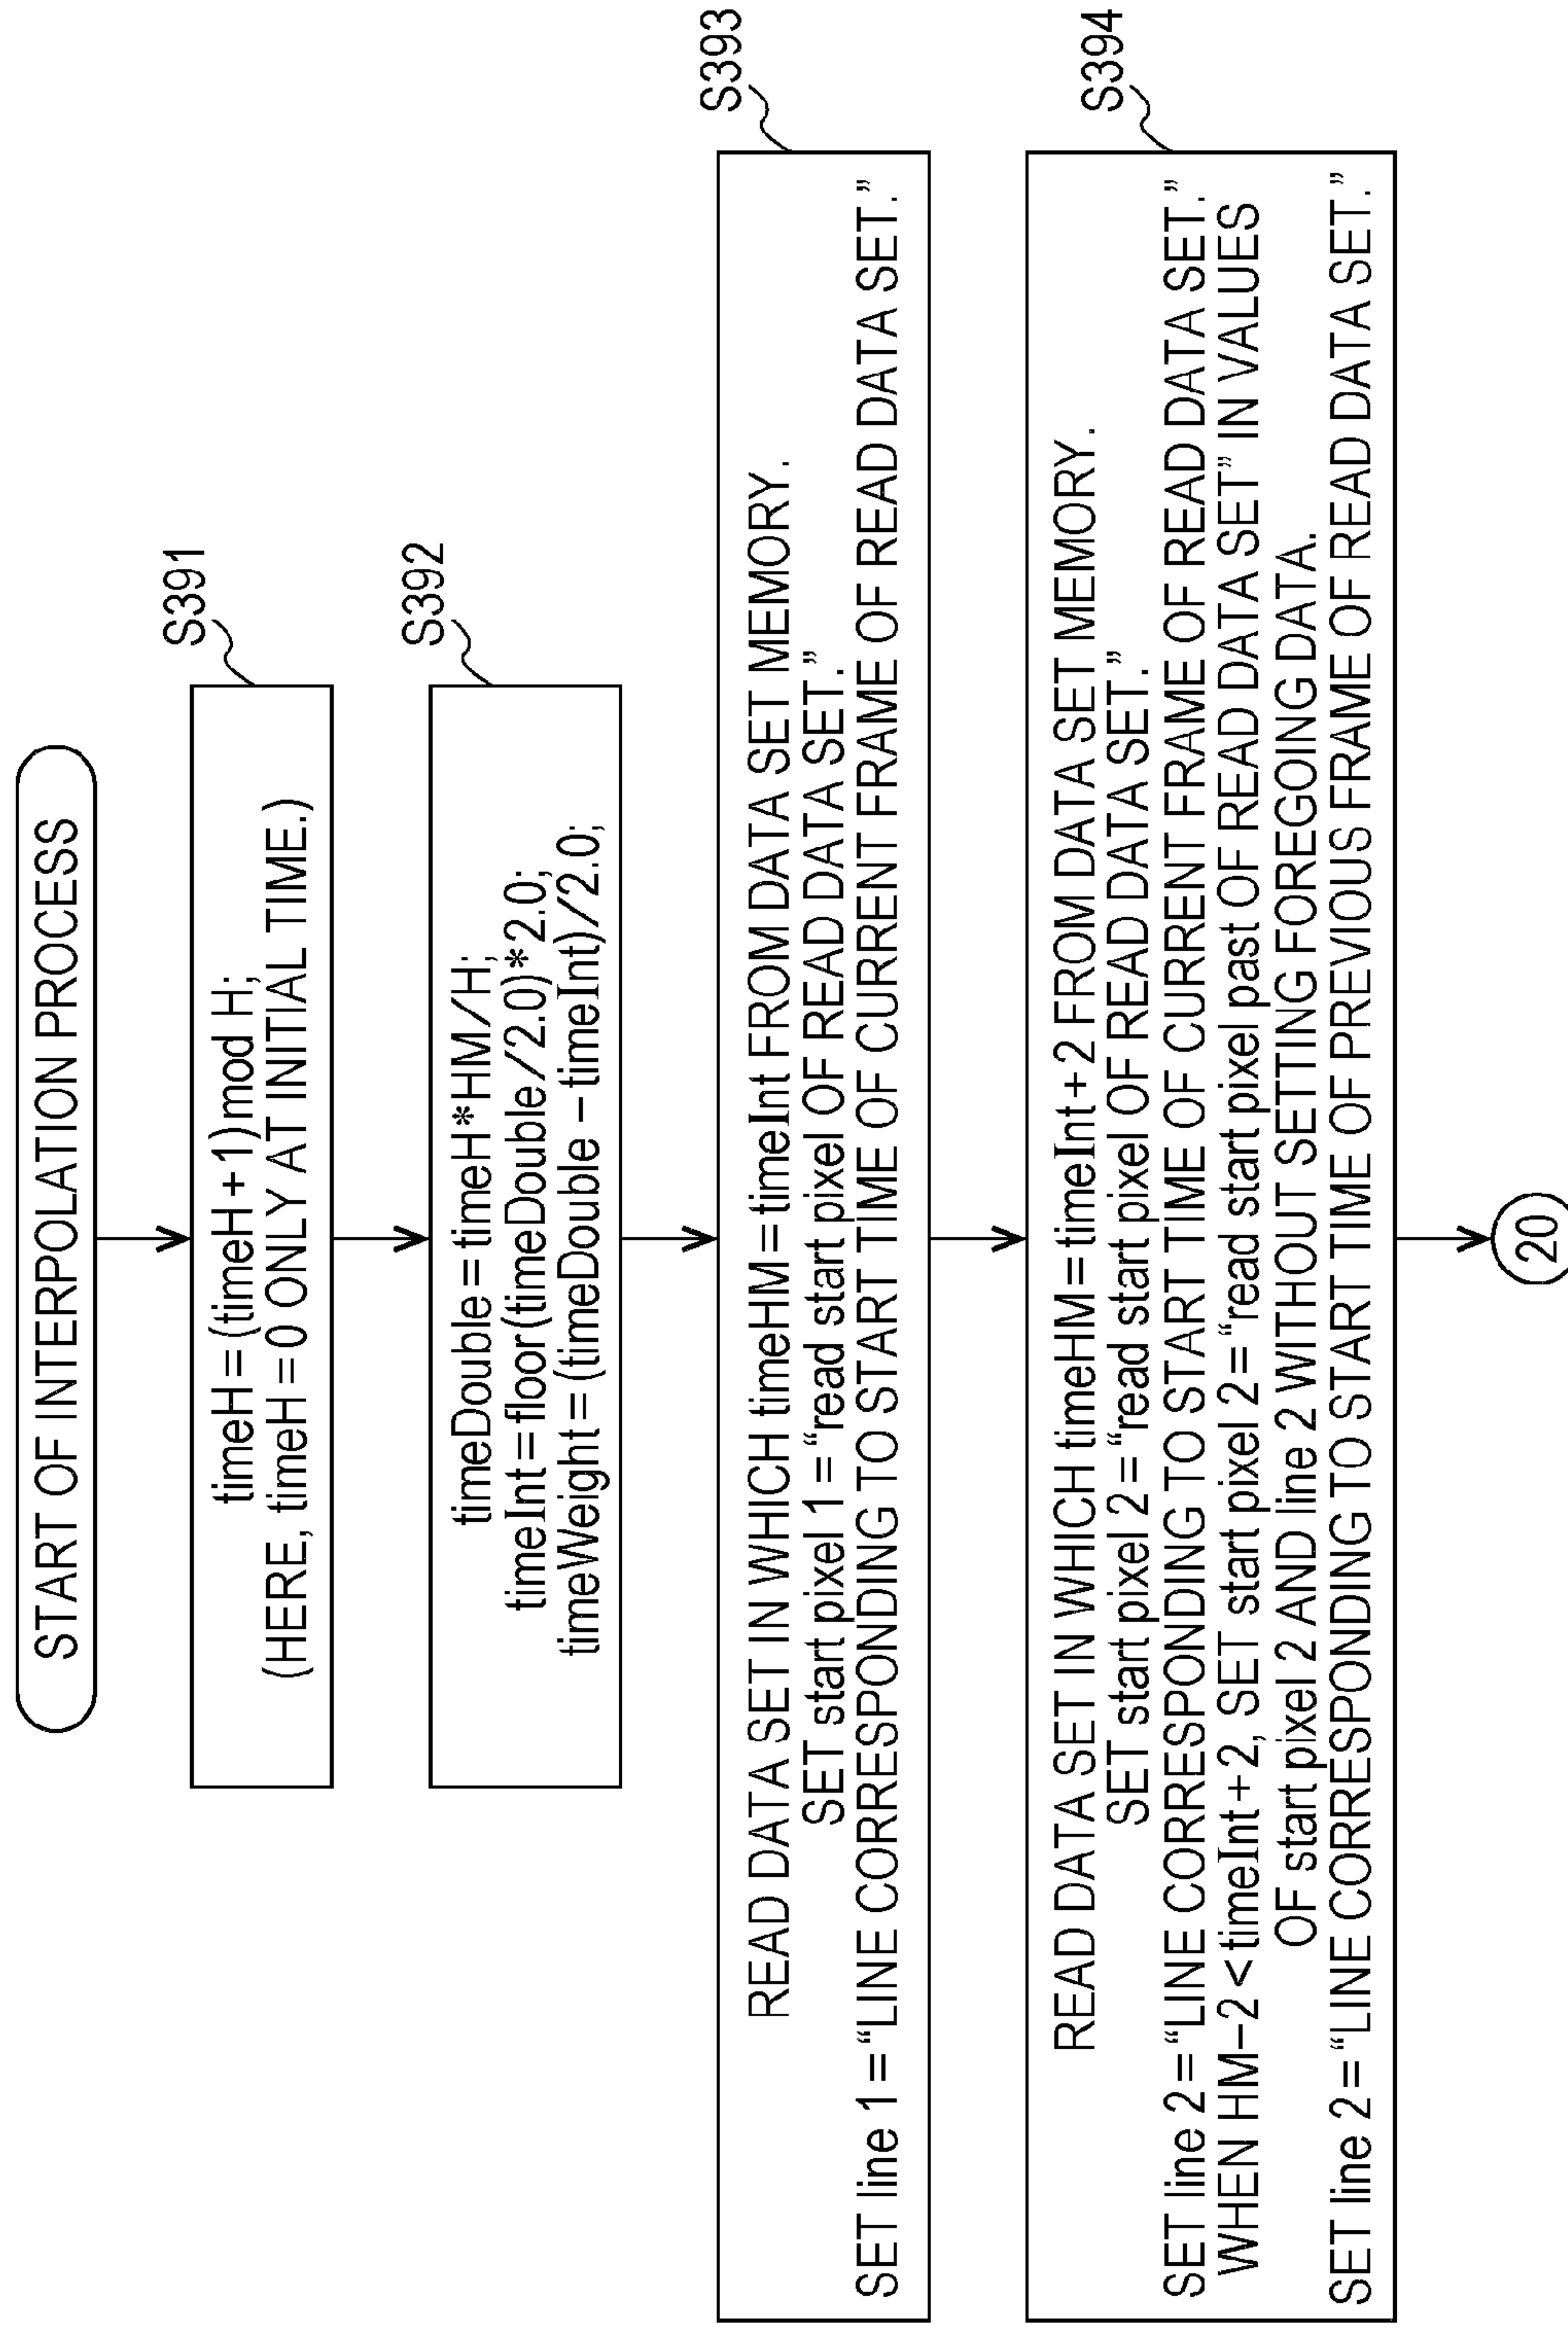 START OF INTERPOLATION PROCESS
S391
timeH = (timeH + 1) mod H;
(HERE, timeH = 0 ONLY AT INITIAL TIME.)
S392
timeDouble = timeH*HM/H;
timeInt = floor(timeDouble/2.0)*2.0;
timeWeight = (timeDouble − timeInt)/2.0;
S393
READ DATA SET IN WHICH timeHM = timeInt FROM DATA SET MEMORY.
SET start pixel 1 = “read start pixel OF READ DATA SET.”
SET line 1 = “LINE CORRESPONDING TO START TIME OF CURRENT FRAME OF READ DATA SET.”
S394
READ DATA SET IN WHICH timeHM = timeInt + 2 FROM DATA SET MEMORY.
SET start pixel 2 = “read start pixel OF READ DATA SET.”
SET line 2 = “LINE CORRESPONDING TO START TIME OF CURRENT FRAME OF READ DATA SET.”
WHEN HM−2 < timeInt + 2, SET start pixel 2 = “read start pixel past OF READ DATA SET” IN VALUES
OF start pixel 2 AND line 2 WITHOUT SETTING FOREGOING DATA.
SET line 2 = “LINE CORRESPONDING TO START TIME OF PREVIOUS FRAME OF READ DATA SET.”
20